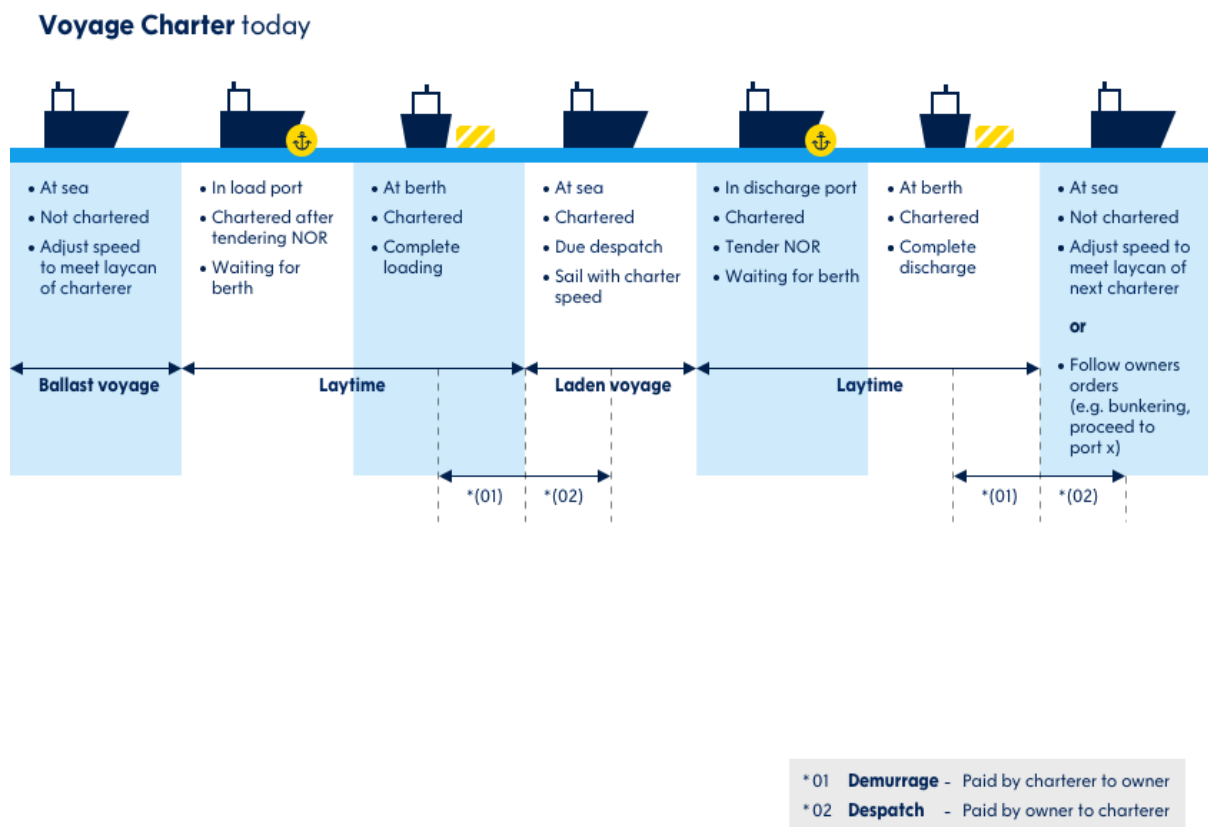 Voyage Charter today
• At sea
• Not chartered
• Adjust speed
to meet laycan
of charterer
• In load port
• Chartered after
tendering NOR
• Waiting for
berth
• At berth
• Chartered
• Complete
loading
• At sea
• Chartered
• Due despatch
• Sail with charter
speed
• In discharge port
• Chartered
• Tender NOR
• Waiting for berth
• At berth
• Chartered
• Complete
discharge
• At sea
• Not chartered
• Adjust speed to
meet laycan of
next charterer
or
• Follow owners
orders
(e.g. bunkering,
proceed to
port x)
Ballast voyage
Laytime
Laden voyage
Laytime
*(01)
*(02)
*(01)
*(02)
*01 Demurrage - Paid by charterer to owner
*02 Despatch - Paid by owner to charterer